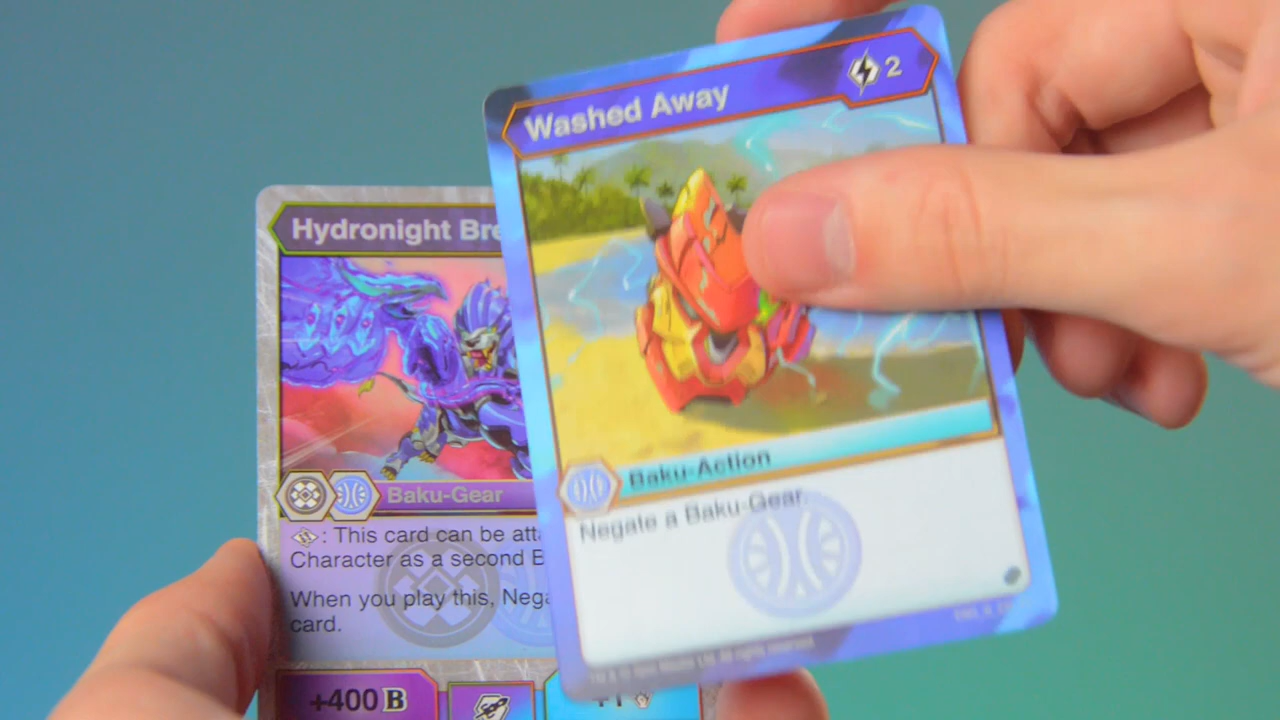 Washed Away
2
Baku-Action
Negate a Baku-Gear.
Hydronight Bre
Baku-Gear
: This card can be atta
Character as a second B
When you play this, Nega
card.
+400 B
+1